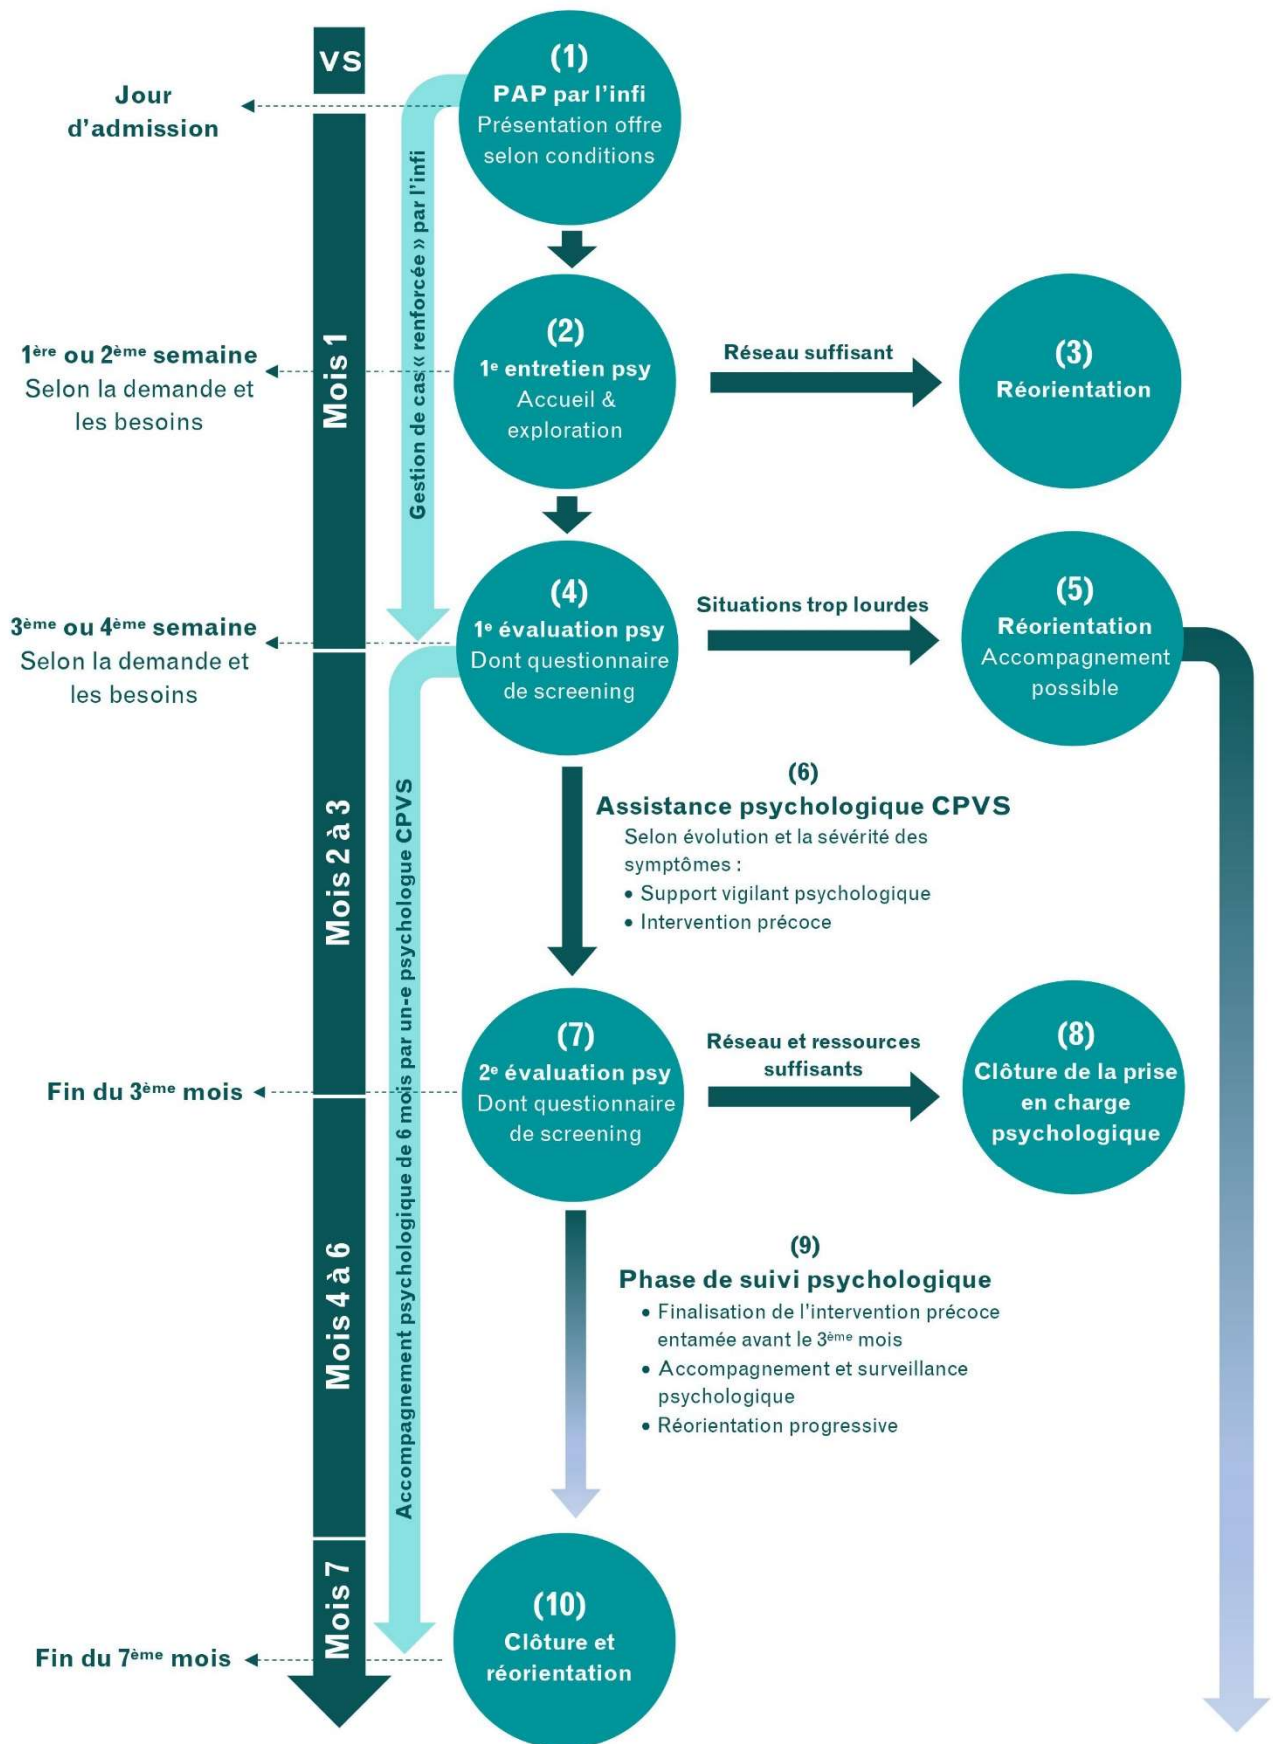 VS
Jour
d'admission
(1)
PAP par l'infi
Présentation offre
selon conditions
Gestion de cas « renforcée » par l'infi
Mois 1
1ère ou 2ème semaine
Selon la demande et
les besoins
(2)
1e entretien psy
Accueil &
exploration
Réseau suffisant
(3)
Réorientation
3ème ou 4ème semaine
Selon la demande et
les besoins
(4)
1e évaluation psy
Dont questionnaire
de screening
Situations trop lourdes
(5)
Réorientation
Accompagnement
possible
Mois 2 à 3
Accompagnement psychologique de 6 mois par un-e psychologue CPVS
(6)
Assistance psychologique CPVS
Selon évolution et la sévérité des
symptômes :
• Support vigilant psychologique
• Intervention précoce
Fin du 3ème mois
(7)
2e évaluation psy
Dont questionnaire
de screening
Réseau et ressources
suffisants
(8)
Clôture de la prise
en charge
psychologique
Mois 4 à 6
(9)
Phase de suivi psychologique
• Finalisation de l'intervention précoce
entamée avant le 3ème mois
• Accompagnement et surveillance
psychologique
• Réorientation progressive
Mois 7
Fin du 7ème mois
(10)
Clôture et
réorientation